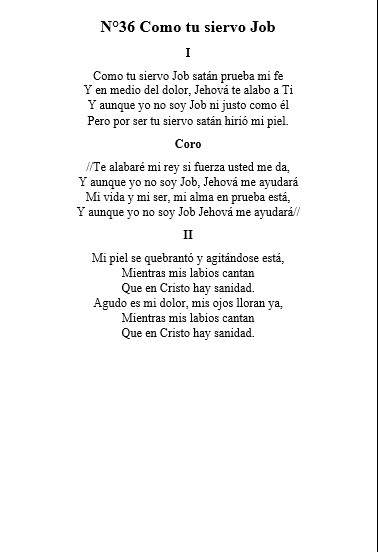 N°36 Como tu siervo Job
I
Como tu siervo Job satán prueba mi fe
Y en medio del dolor, Jehová te alabo a Ti
Y aunque yo no soy Job ni justo como él
Pero por ser tu siervo satán hirió mi piel.
Coro
//Te alabaré mi rey si fuerza usted me da,
Y aunque yo no soy Job, Jehová me ayudará
Mi vida y mi ser, mi alma en prueba está,
Y aunque yo no soy Job Jehová me ayudará//
II
Mi piel se quebrantó y agitándose está,
Mientras mis labios cantan
Que en Cristo hay sanidad.
Agudo es mi dolor, mis ojos lloran ya,
Mientras mis labios cantan
Que en Cristo hay sanidad.